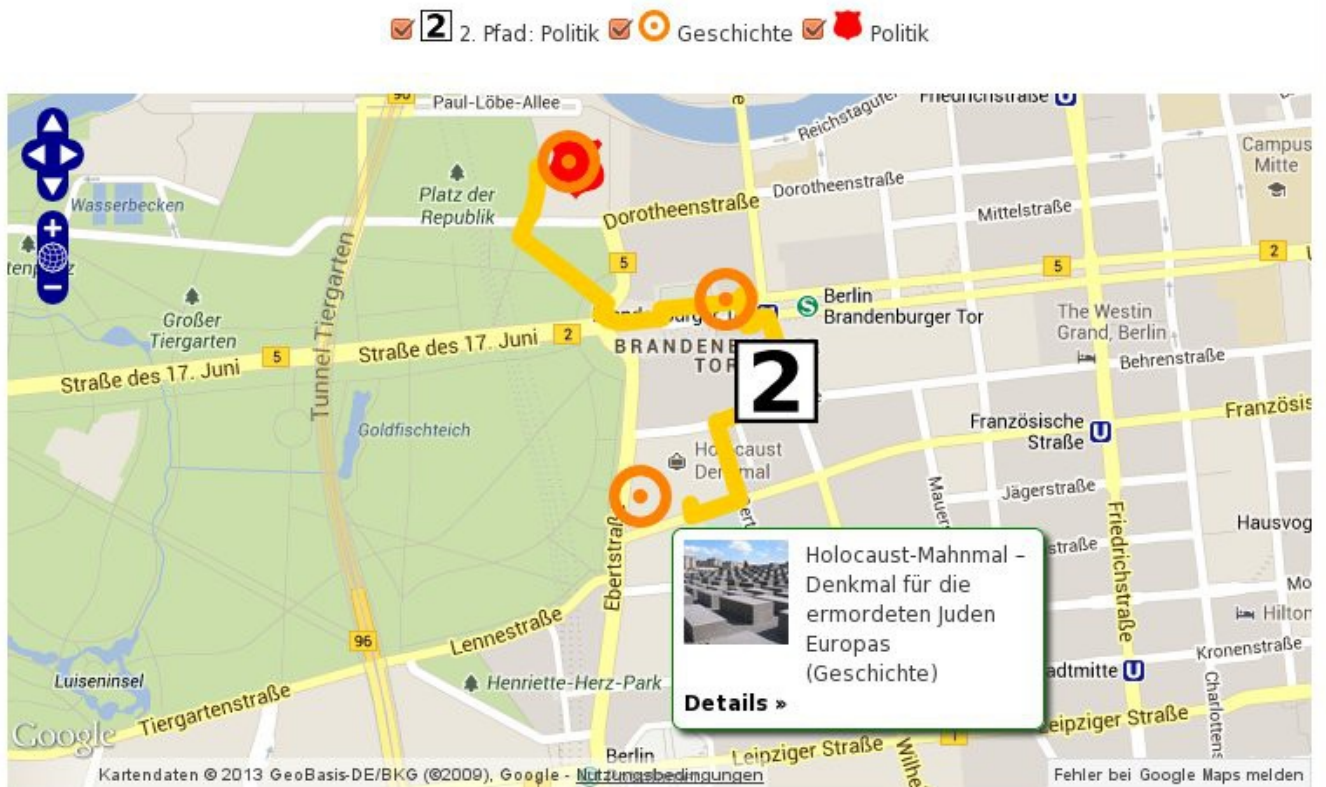 2 2. Pfad: Politik Geschichte Politik
96
Paul-Löbe-Allee
Friedrichstraße U
Reichstagufer
Campus
Mitte
Platz der
Republik
Wasserbecken
Dorotheenstraße
Dorotheenstraße
Mittelstraße
Tunnel Tiergarten
5
5
2
Großer
Tiergarten
Berlin
Brandenburger Tor
The Westin
Grand, Berlin
Straße des 17. Juni
2
5
Straße des 17. Juni
2
Behrenstraße
Goldfischteich
Französische
Straße U
Jägerstraße
Ebertstraße
Friedrichstraße
Holocaust-Mahnmal –
Denkmal für die
ermordeten Juden
Europas
(Geschichte)
Details »
96
Lennestraße
Hilton
Kronenstraße
Luiseninsel
Henriette-Herz-Park
Tiergartenstraße
Google
Berlin
Leipziger Straße
Leipziger Straße
Kartendaten © 2013 GeoBasis-DE/BKG (©2009), Google - Nutzungsbedingungen
Fehler bei Google Maps melden